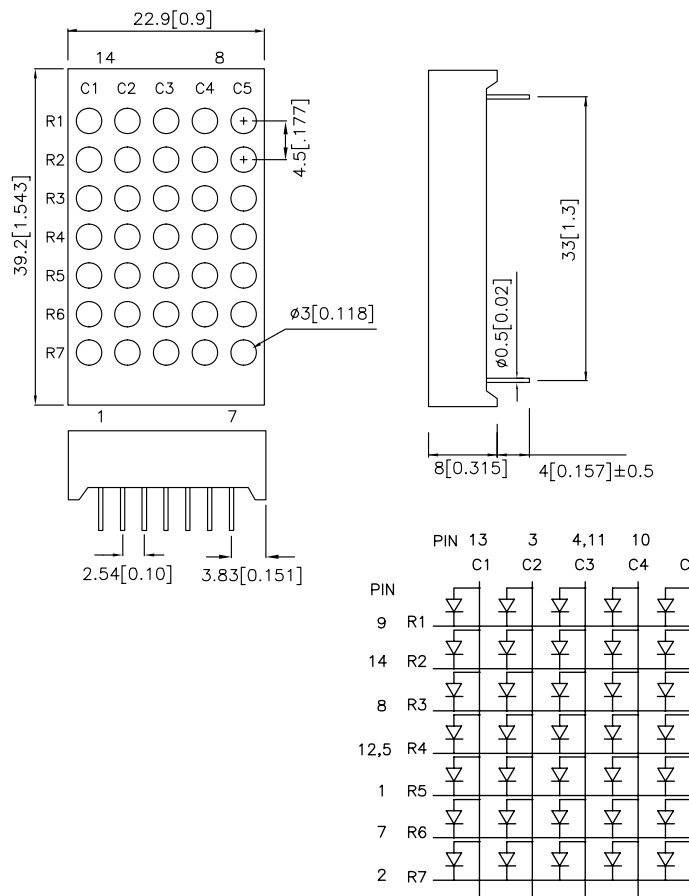 22.9[0.9]
14 8
C1 C2 C3 C4 C5
R1
R2
R3
R4
R5
R6
R7
39.2[1.543]
4.5[.177]
ø3[0.118]
1 7
33[1.3]
ø0.5[0.02]
8[0.315] 4[0.157]±0.5
2.54[0.10] 3.83[0.151]
PIN 13 3 4,11 10
C1 C2 C3 C4 C
PIN
9 R1
14 R2
8 R3
12,5 R4
1 R5
7 R6
2 R7